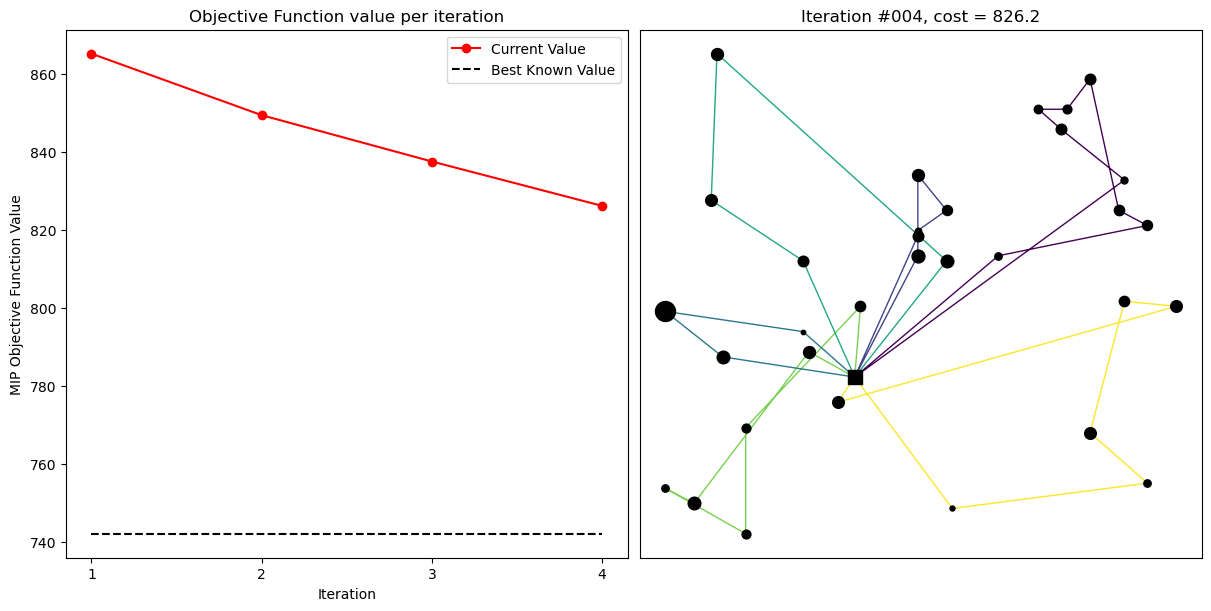 Objective Function value per iteration
Current Value
Best Known Value
MIP Objective Function Value
860
840
820
800
780
760
740
1
2
3
4
Iteration
Iteration #004, cost = 826.2